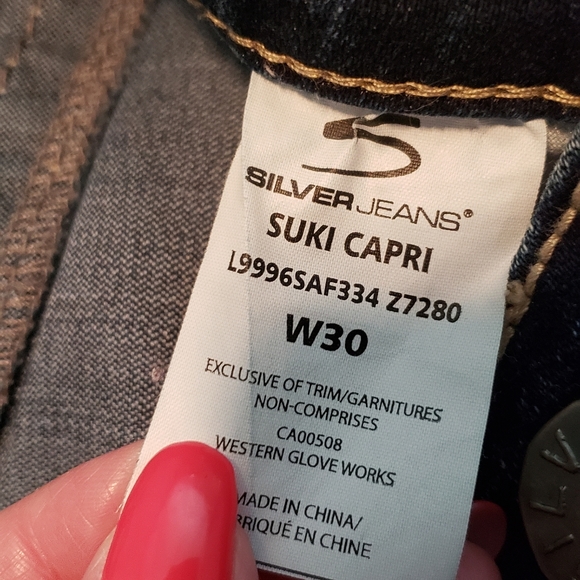 SILVER JEANS®
SUKI CAPRI
L9996SAF334 Z7280
W30
EXCLUSIVE OF TRIM/GARNITURES
NON-COMPRISES
CA00508
WESTERN GLOVE WORKS
MADE IN CHINA/
BRIQUÉ EN CHINE